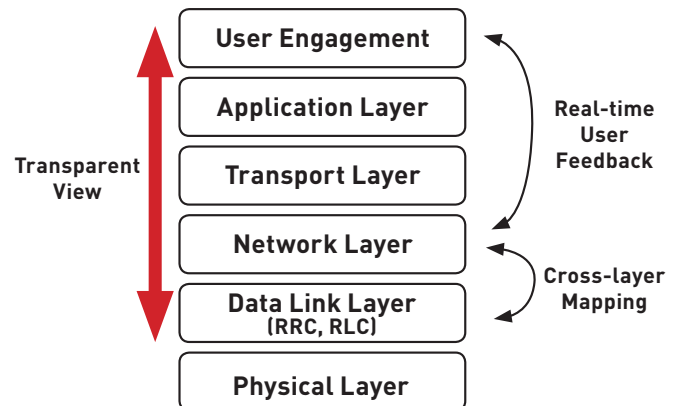 User Engagement
Application Layer
Transport Layer
Network Layer
Data Link Layer
(RRC, RLC)
Physical Layer
Transparent
View
Real-time
User
Feedback
Cross-layer
Mapping